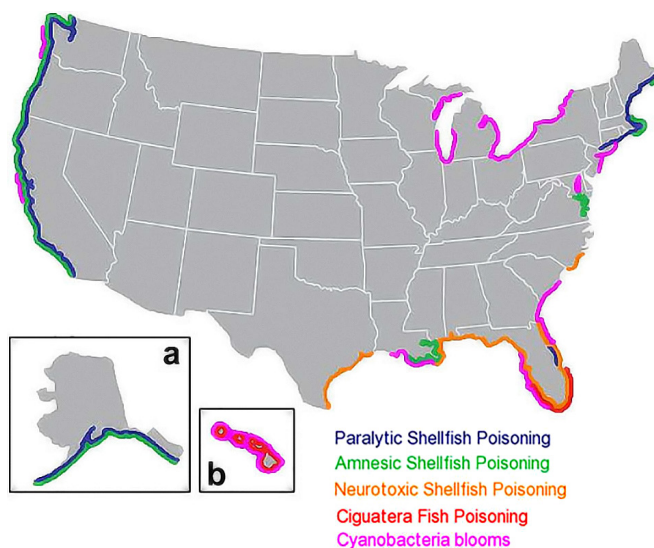 a
b
Paralytic Shellfish Poisoning
Amnesic Shellfish Poisoning
Neurotoxic Shellfish Poisoning
Ciguatera Fish Poisoning
Cyanobacteria blooms